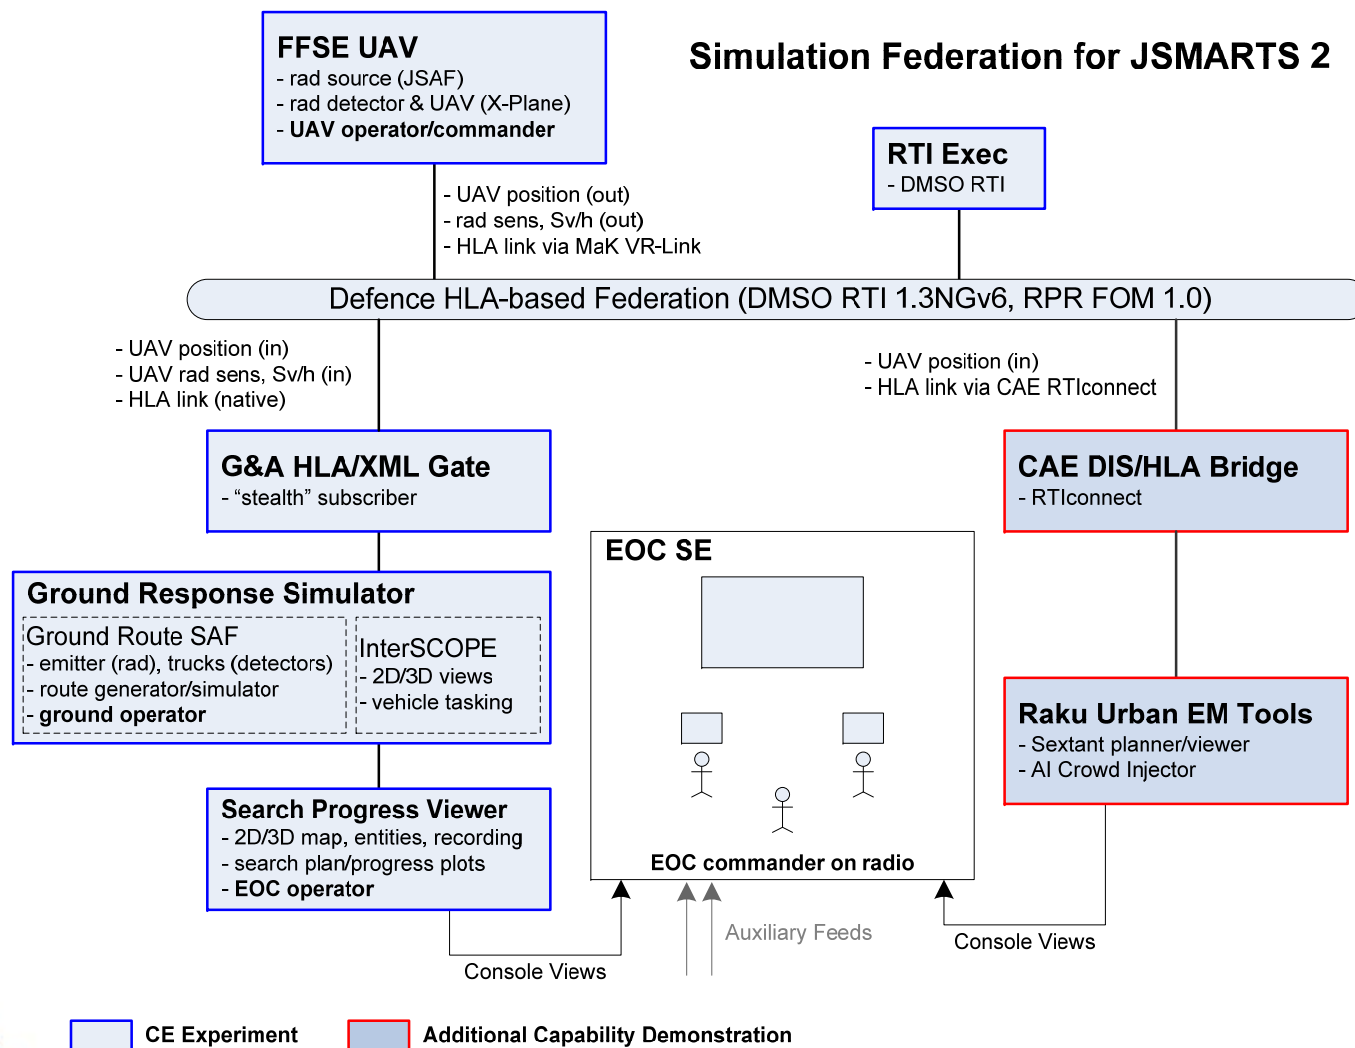 Simulation Federation for JSMARTS 2
FFSE UAV
- rad source (JSAF)
- rad detector & UAV (X-Plane)
- UAV operator/commander
RTI Exec
- DMSO RTI
- UAV position (out)
- rad sens, Sv/h (out)
- HLA link via MaK VR-Link
Defence HLA-based Federation (DMSO RTI 1.3NGv6, RPR FOM 1.0)
- UAV position (in)
- UAV rad sens, Sv/h (in)
- HLA link (native)
- UAV position (in)
- HLA link via CAE RTIconnect
G&A HLA/XML Gate
- “stealth” subscriber
CAE DIS/HLA Bridge
- RTIconnect
Ground Response Simulator
Ground Route SAF
- emitter (rad), trucks (detectors)
- route generator/simulator
- ground operator
InterSCOPE
- 2D/3D views
- vehicle tasking
EOC SE
EOC commander on radio
Raku Urban EM Tools
- Sextant planner/viewer
- AI Crowd Injector
Search Progress Viewer
- 2D/3D map, entities, recording
- search plan/progress plots
- EOC operator
Console Views
Auxiliary Feeds
Console Views
CE Experiment
Additional Capability Demonstration